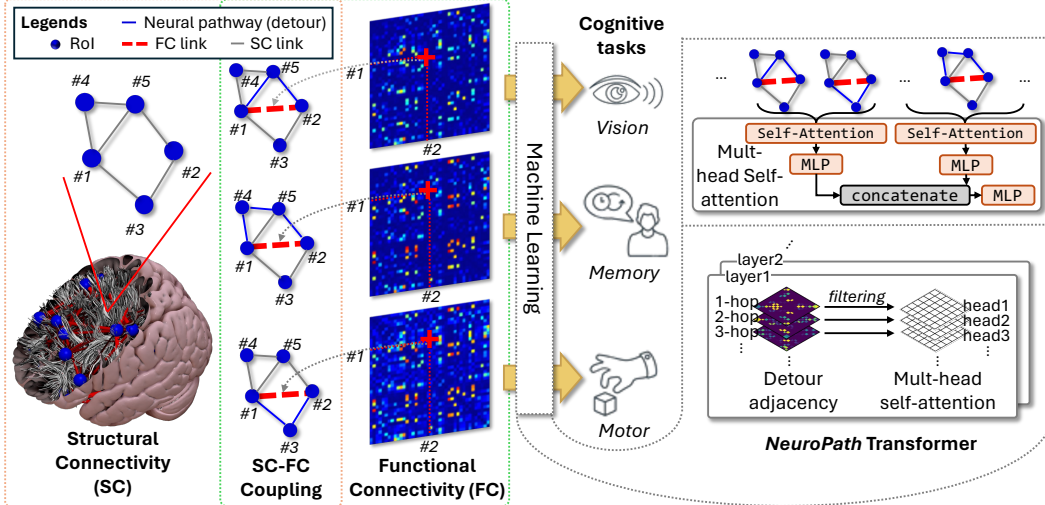 Legends
Neural pathway (detour)
RoI
FC link
SC link
#4
#5
#1
#2
#3
Structural
Connectivity
(SC)
#5
#4
#1
#2
#3
#4
#5
#1
#2
#3
#4
#5
#1
#2
#3
SC-FC
Coupling
#1
#2
#1
#2
#1
#2
Functional
Connectivity (FC)
Machine Learning
Cognitive
tasks
Vision
Memory
Motor
...
...
...
Self-Attention
Self-Attention
MLP
MLP
Mult-
head Self-
attention
concatenate
MLP
layer2
layer1
1-hop
2-hop
3-hop
filtering
head1
head2
head3
Detour
adjacency
Mult-head
self-attention
NeuroPath Transformer